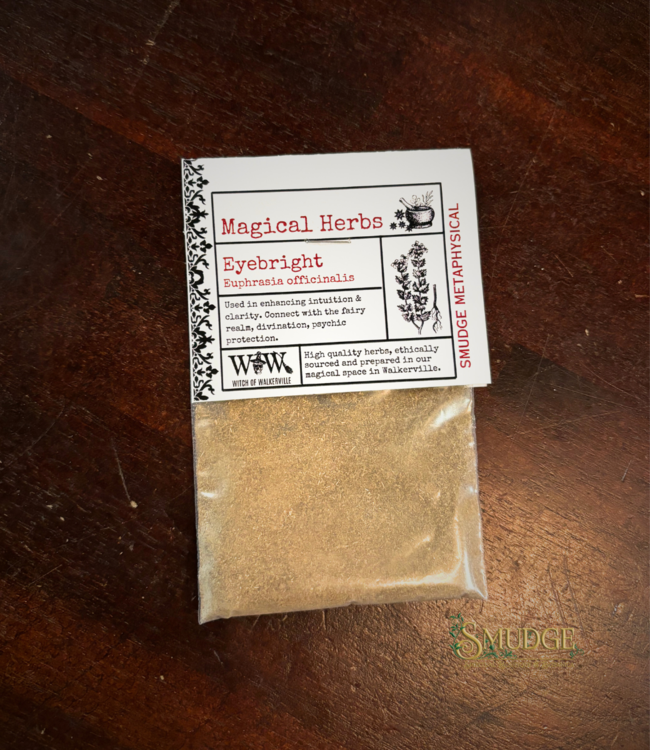 Magical Herbs
Eyebright
Euphrasia officinalis
Used in enhancing intuition &
clarity. Connect with the fairy
realm, divination, psychic
protection.
WOW
WITCH OF WALKERVILLE
High quality herbs, ethically
sourced and prepared in our
magical space in Walkerville.
SMUDGE METAPHYSICAL
SMUDGE